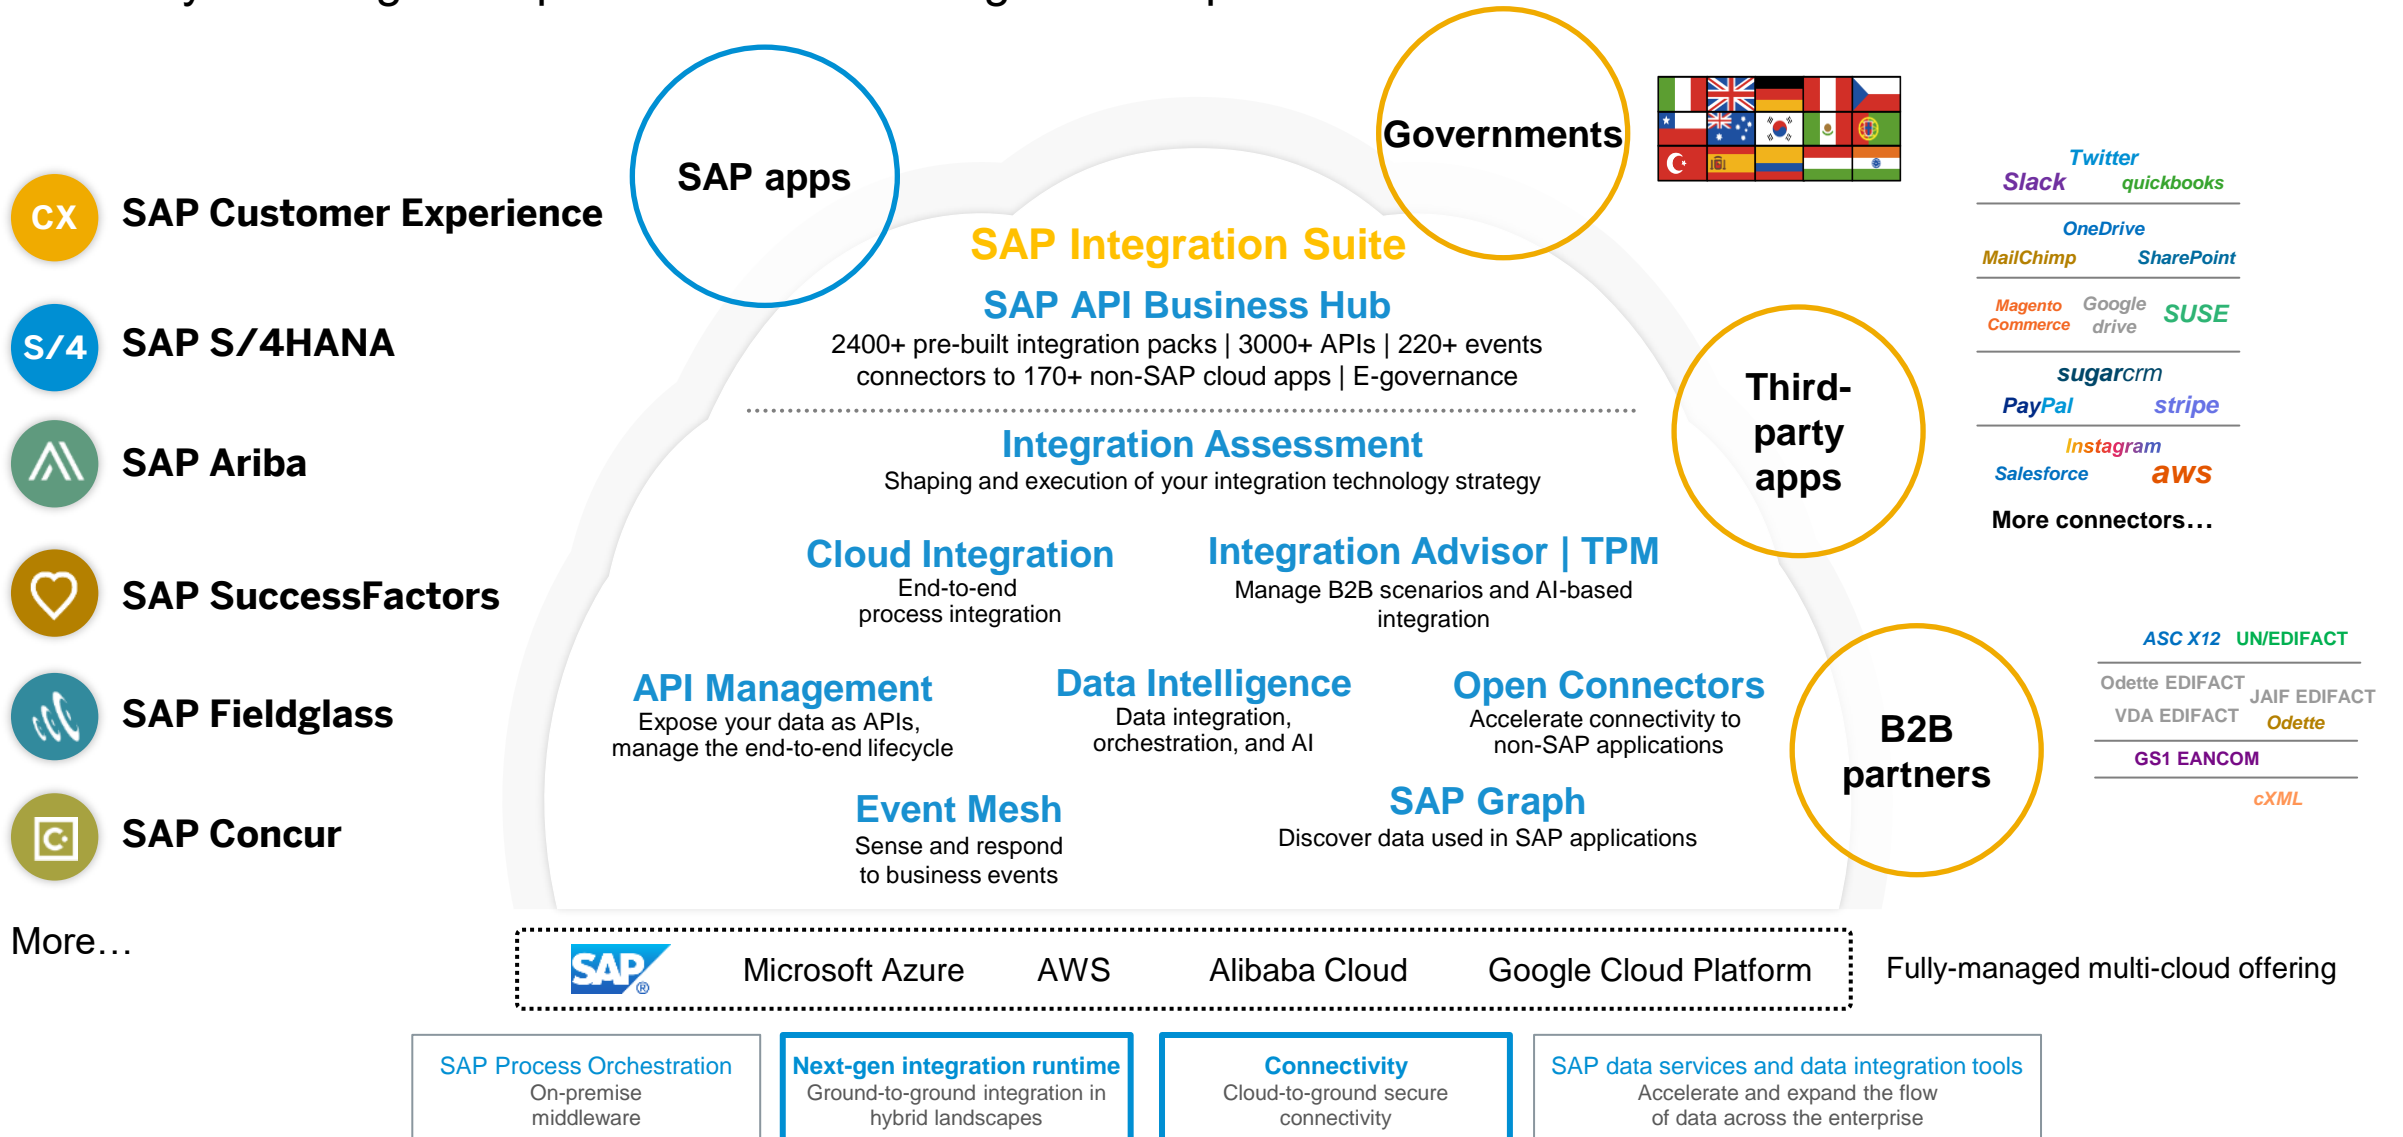 SAP apps
Governments
CX
SAP Customer Experience
S/4
SAP S/4HANA
SAP Ariba
SAP SuccessFactors
SAP Fieldglass
C
SAP Concur
More…
SAP Integration Suite
SAP API Business Hub
2400+ pre-built integration packs | 3000+ APIs | 220+ events
connectors to 170+ non-SAP cloud apps | E-governance
Integration Assessment
Shaping and execution of your integration technology strategy
Cloud Integration
End-to-end
process integration
Integration Advisor | TPM
Manage B2B scenarios and AI-based
integration
API Management
Expose your data as APIs,
manage the end-to-end lifecycle
Data Intelligence
Data integration,
orchestration, and AI
Open Connectors
Accelerate connectivity to
non-SAP applications
Event Mesh
Sense and respond
to business events
SAP Graph
Discover data used in SAP applications
Third-
party
apps
Twitter
Slack quickbooks
OneDrive
MailChimp SharePoint
Magento
Commerce
Google
drive
SUSE
sugarcrm
PayPal stripe
Instagram
Salesforce aws
More connectors…
B2B
partners
ASC X12 UN/EDIFACT
Odette EDIFACT
JAIF EDIFACT
VDA EDIFACT
Odette
GS1 EANCOM
cXML
SAP® Microsoft Azure AWS Alibaba Cloud Google Cloud Platform
Fully-managed multi-cloud offering
SAP Process Orchestration
On-premise
middleware
Next-gen integration runtime
Ground-to-ground integration in
hybrid landscapes
Connectivity
Cloud-to-ground secure
connectivity
SAP data services and data integration tools
Accelerate and expand the flow
of data across the enterprise